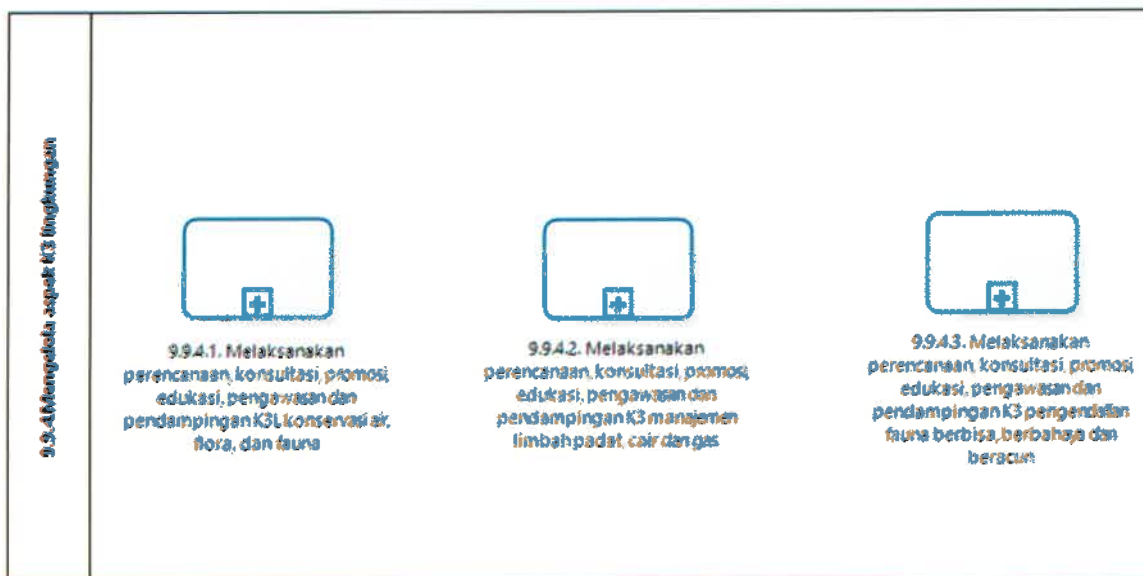 9.9.4 Mengelola aspek K3 lingkungan
9.9.4.1. Melaksanakan
perencanaan, konsultasi, promosi,
edukasi, pengawasan dan
pendampingan K3L konservasi air,
flora, dan fauna
9.9.4.2. Melaksanakan
perencanaan, konsultasi, promosi,
edukasi, pengawasan dan
pendampingan K3 manajemen
limbah padat, cair dan gas
9.9.4.3. Melaksanakan
perencanaan, konsultasi, promosi,
edukasi, pengawasan dan
pendampingan K3 pengendalian
fauna berbisa, berbahaya dan
beracun